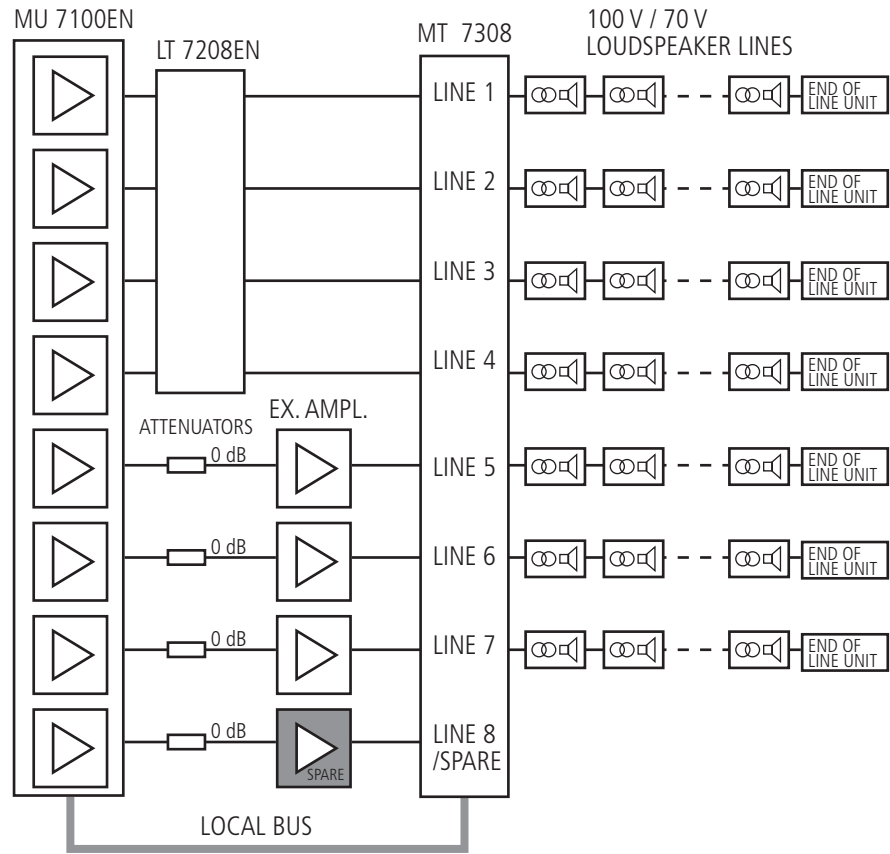 MU 7100EN
LT 7208EN
MT 7308
100 V / 70 V
LOUDSPEAKER LINES
LINE 1
END OF
LINE UNIT
LINE 2
END OF
LINE UNIT
LINE 3
END OF
LINE UNIT
LINE 4
END OF
LINE UNIT
ATTENUATORS
EX. AMPL.
0 dB
LINE 5
END OF
LINE UNIT
0 dB
LINE 6
END OF
LINE UNIT
0 dB
LINE 7
END OF
LINE UNIT
0 dB
SPARE
LINE 8
/SPARE
LOCAL BUS